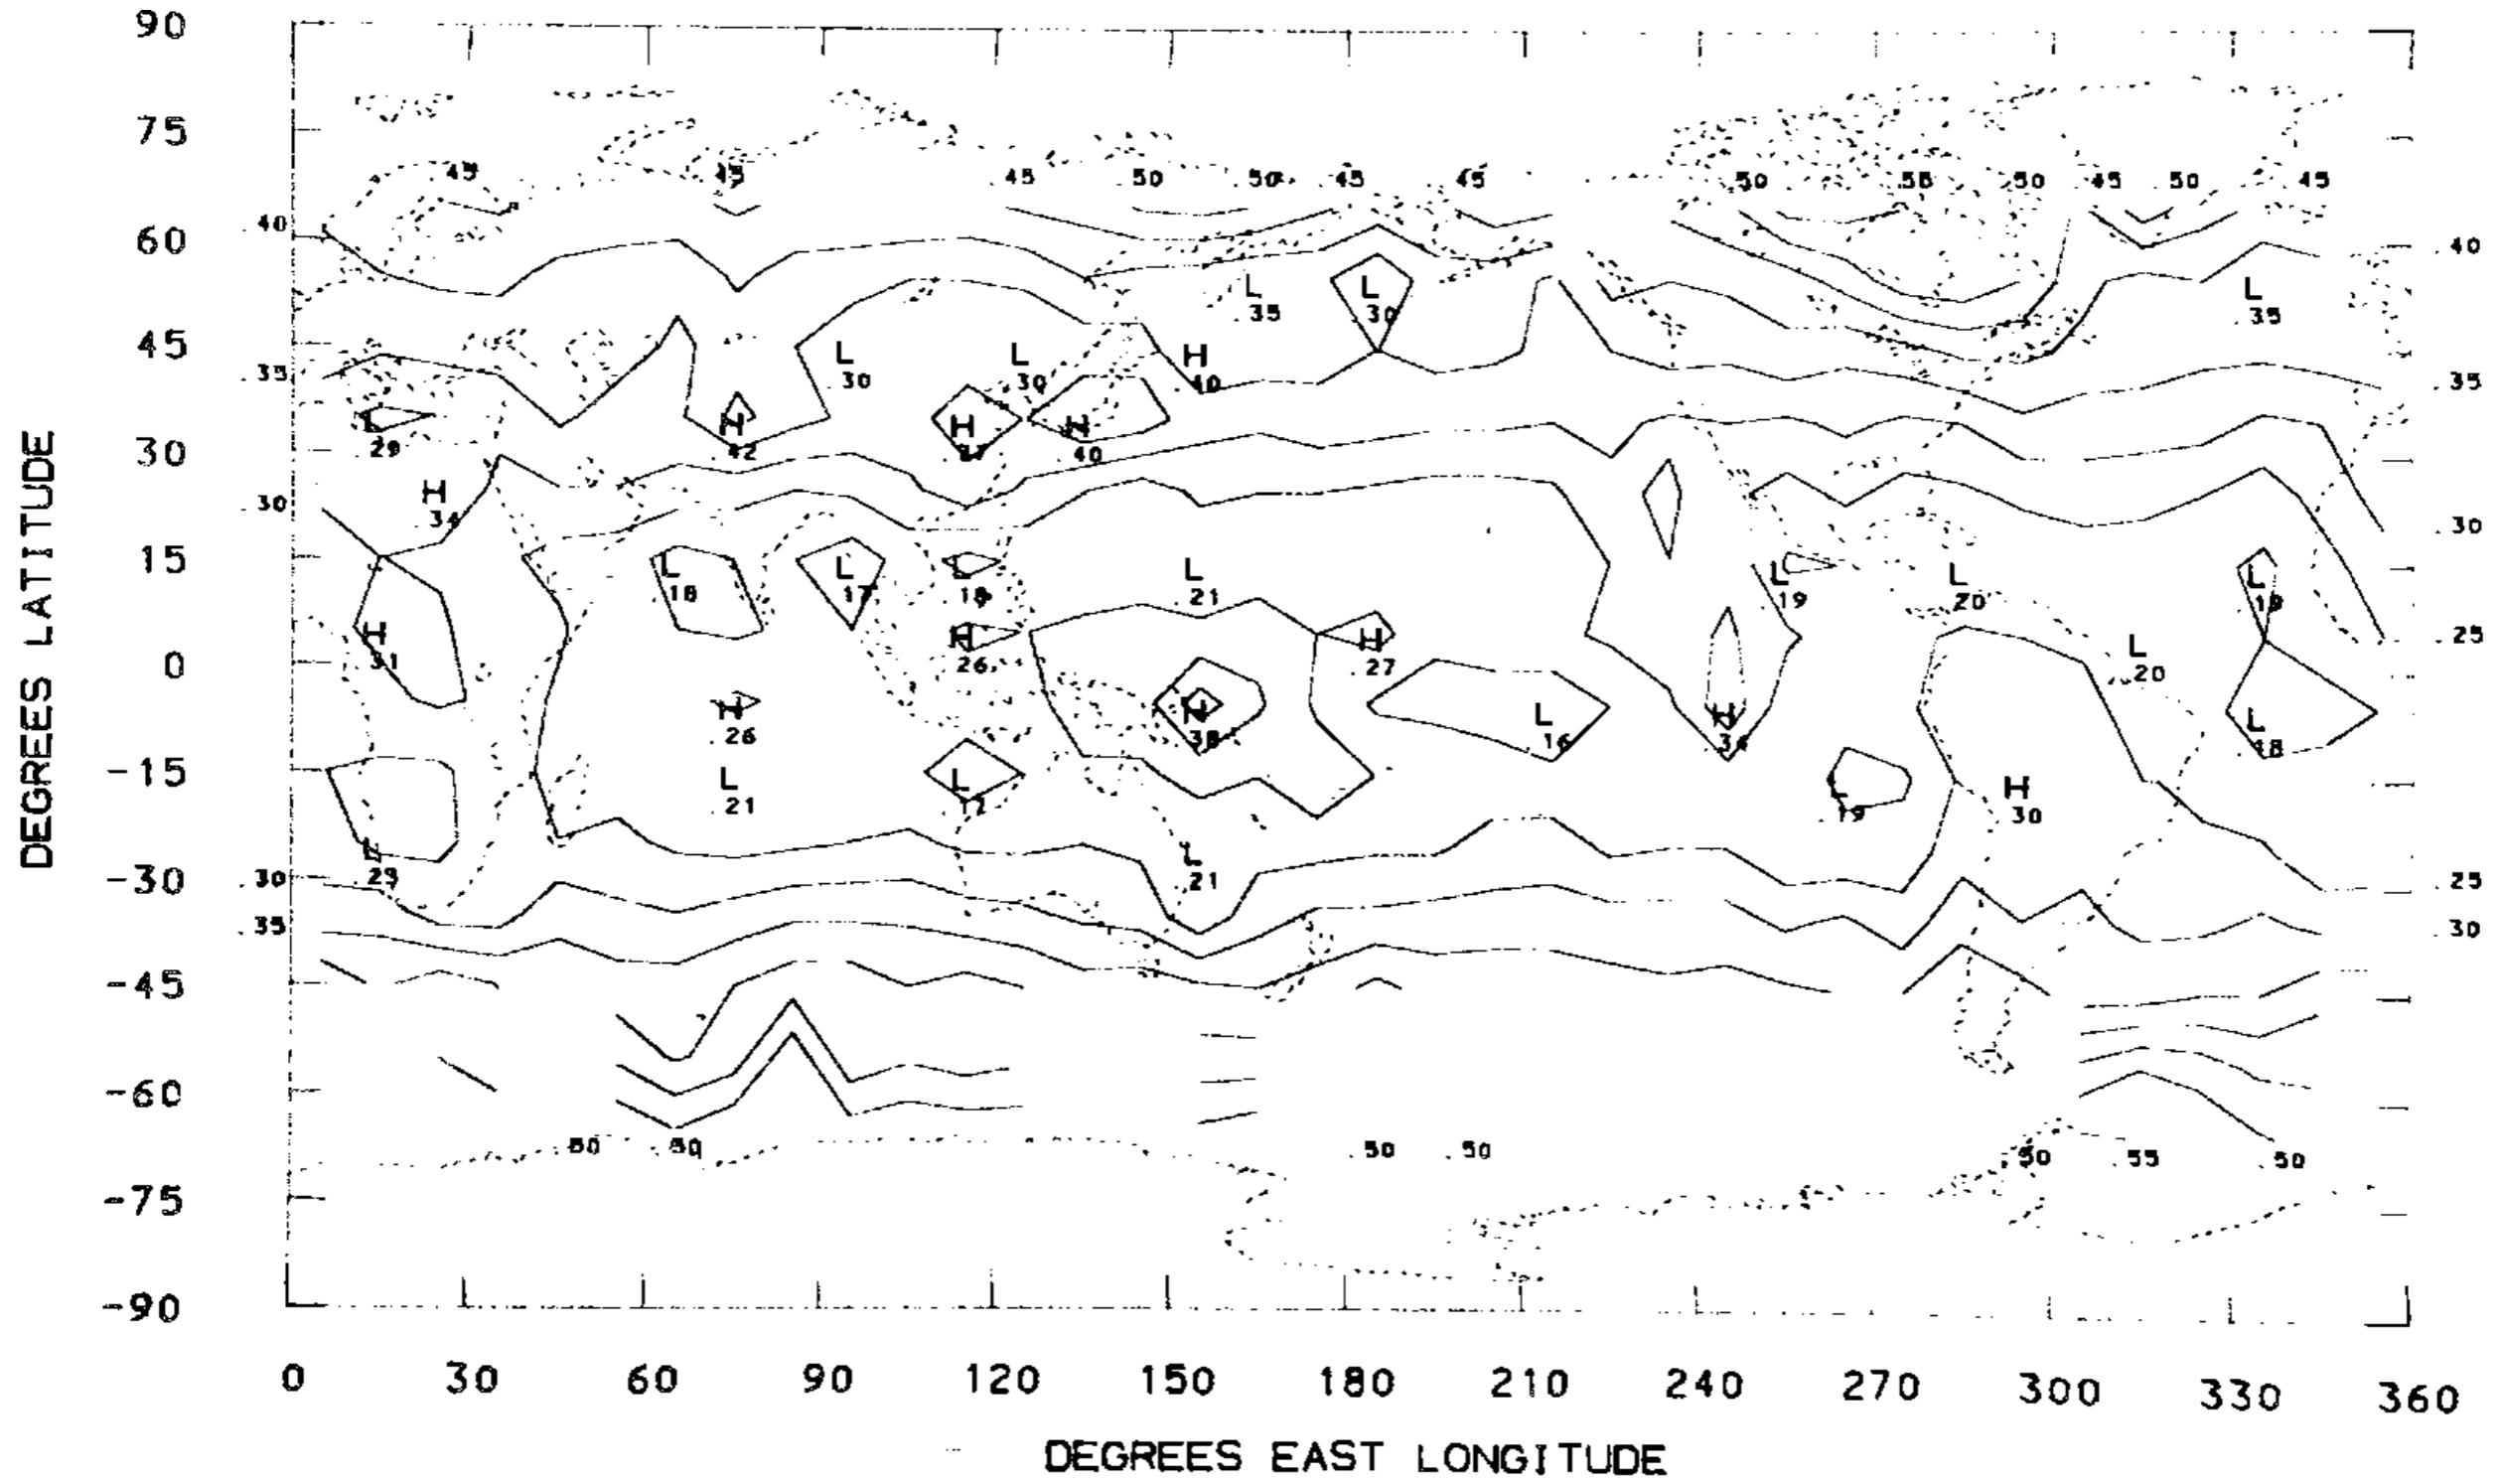 90
75
.45 .45 .45 .50 .50 .45 .45 .50 .50 .45 .50 .45
.40
60
.40
L L L
.35 .30 .35
45
L L H
.30 .30 .40
.35
.35
L H H H
.29 .42 .40
30
H
.34
.30
.30
15
L L L L L L L
.18 .17 .18 .21 .19 .20 .19
H H H L
.31 .26 .27 .20
.25
0
H H L H L
.26 .38 .16 .34 .18
-15
L L L H
.21 .17 .19 .30
L L
.29 .21
-30
.30
.25
.35
.30
-45
-60
.50 .50 .50 .50 .50 .55 .50
-75
-90
DEGREES LATITUDE
0 30 60 90 120 150 180 210 240 270 300 330 360
DEGREES EAST LONGITUDE